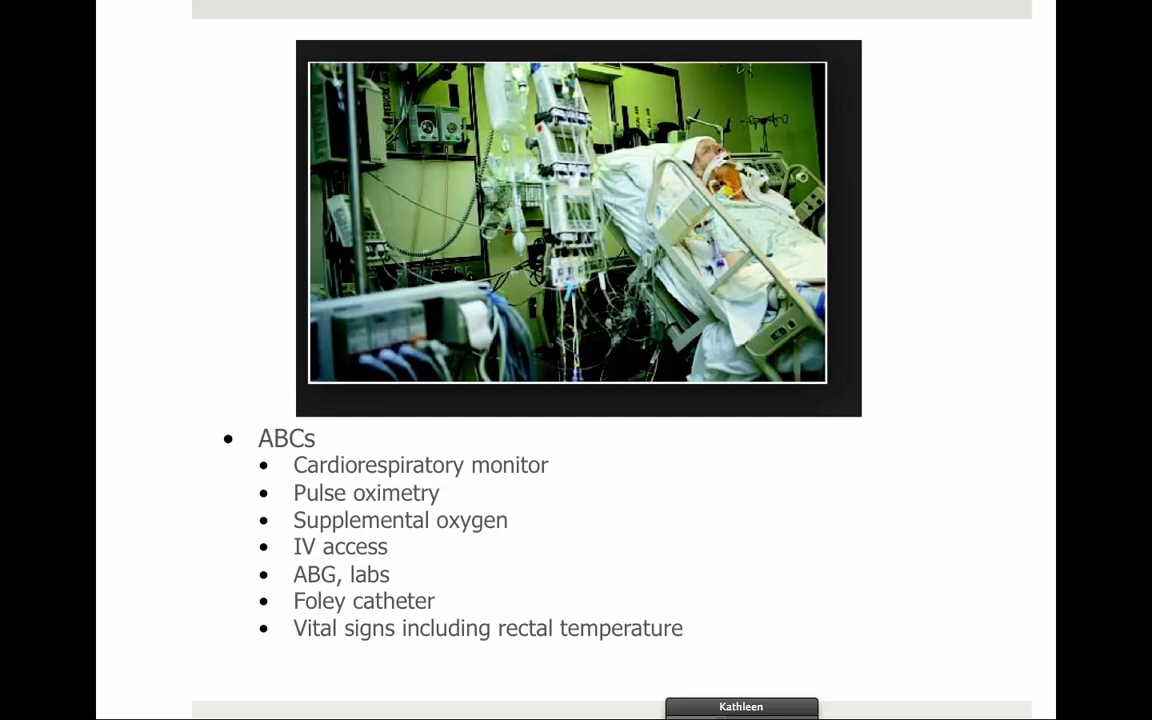 • ABCs
• Cardiorespiratory monitor
• Pulse oximetry
• Supplemental oxygen
• IV access
• ABG, labs
• Foley catheter
• Vital signs including rectal temperature
Kathleen